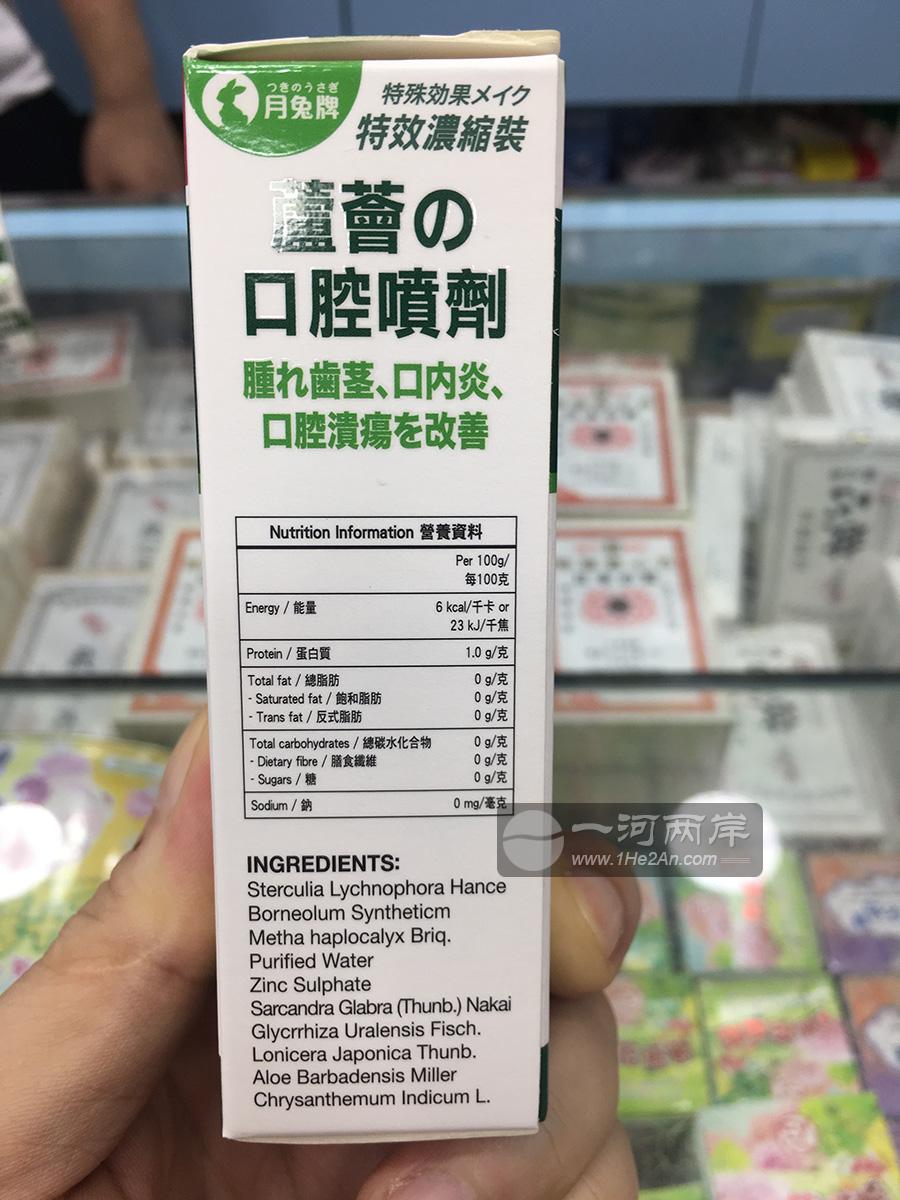 つきのうさぎ
月兔牌
特殊効果メイク
特效濃縮裝
蘆薈の
口腔噴劑
腫れ歯茎、口内炎、
口腔潰瘍を改善
Nutrition Information 營養資料
Per 100g/
每100克
Energy / 能量 6 kcal/千卡 or
23 kJ/千焦
Protein / 蛋白質 1.0 g/克
Total fat / 總脂肪 0 g/克
- Saturated fat / 飽和脂肪 0 g/克
- Trans fat / 反式脂肪 0 g/克
Total carbohydrates / 總碳水化合物 0 g/克
- Dietary fibre / 膳食纖維 0 g/克
- Sugars / 糖 0 g/克
Sodium / 鈉 0 mg/毫克
INGREDIENTS:
Sterculia Lychnophora Hance
Borneolum Syntheticm
Metha haplocalyx Briq.
Purified Water
Zinc Sulphate
Sarcandra Glabra (Thunb.) Nakai
Glycrrhiza Uralensis Fisch.
Lonicera Japonica Thunb.
Aloe Barbadensis Miller
Chrysanthemum Indicum L.
一河两岸
www.1He2An.com